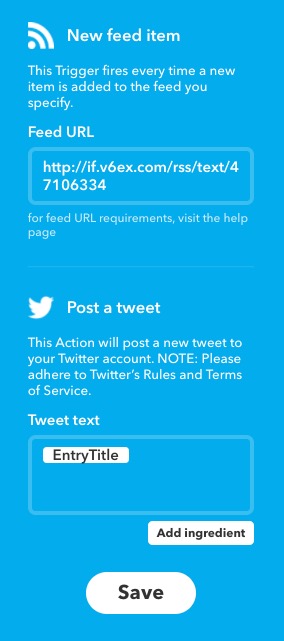 New feed item
This Trigger fires every time a new
item is added to the feed you
specify.
Feed URL
http://if.v6ex.com/rss/text/4
7106334
for feed URL requirements, visit the help
page
Post a tweet
This Action will post a new tweet to
your Twitter account. NOTE: Please
adhere to Twitter's Rules and Terms
of Service.
Tweet text
EntryTitle
Add ingredient
Save